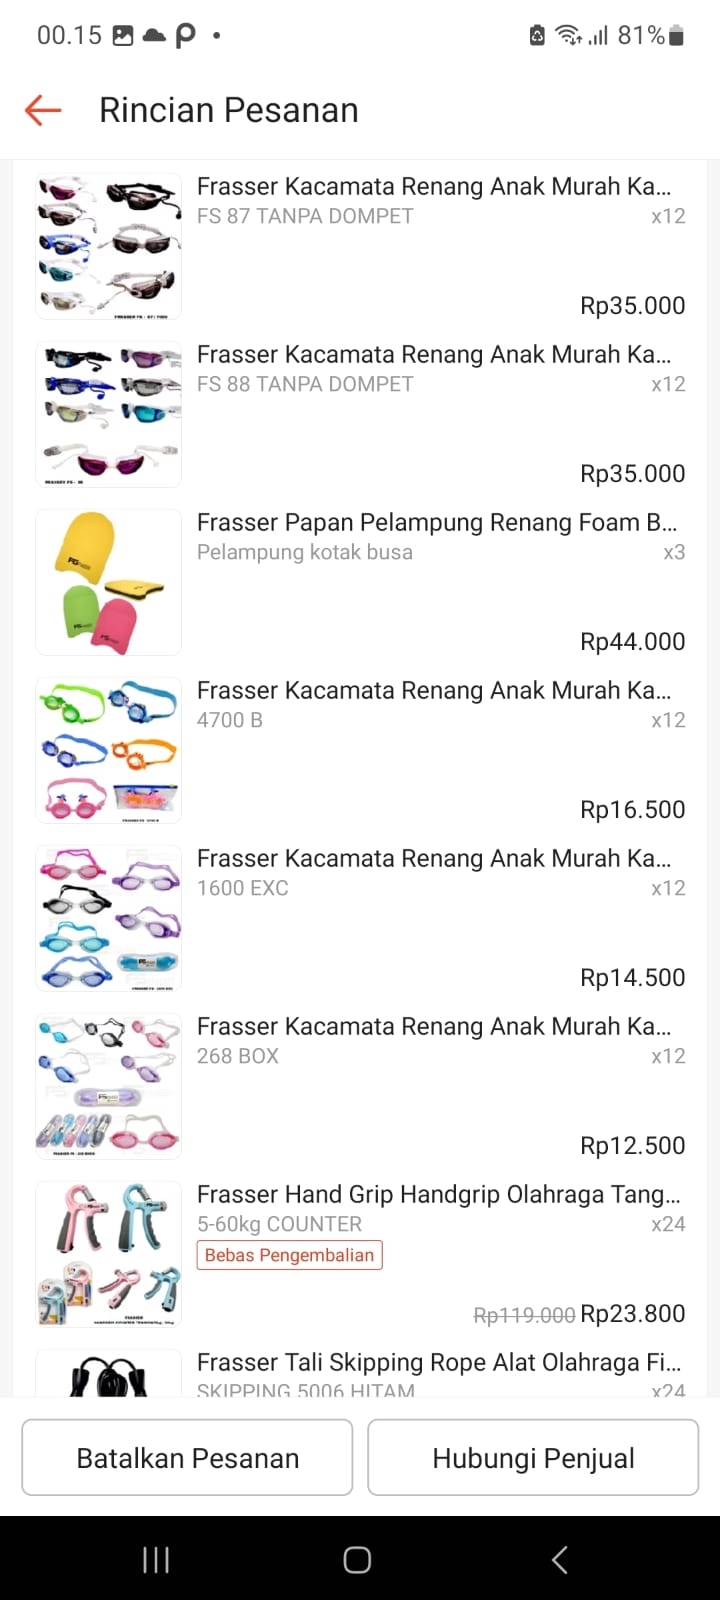 00.15
81%
Rincian Pesanan
Frasser Kacamata Renang Anak Murah Ka...
FS 87 TANPA DOMPET x12
Rp35.000
Frasser Kacamata Renang Anak Murah Ka...
FS 88 TANPA DOMPET x12
Rp35.000
Frasser Papan Pelampung Renang Foam B...
Pelampung kotak busa x3
Rp44.000
Frasser Kacamata Renang Anak Murah Ka...
4700 B x12
Rp16.500
Frasser Kacamata Renang Anak Murah Ka...
1600 EXC x12
Rp14.500
Frasser Kacamata Renang Anak Murah Ka...
268 BOX x12
Rp12.500
Frasser Hand Grip Handgrip Olahraga Tang...
5-60kg COUNTER x24
Bebas Pengembalian
Rp119.000 Rp23.800
Frasser Tali Skipping Rope Alat Olahraga Fi...
SKIPPING 5006 HITAM x24
Batalkan Pesanan
Hubungi Penjual